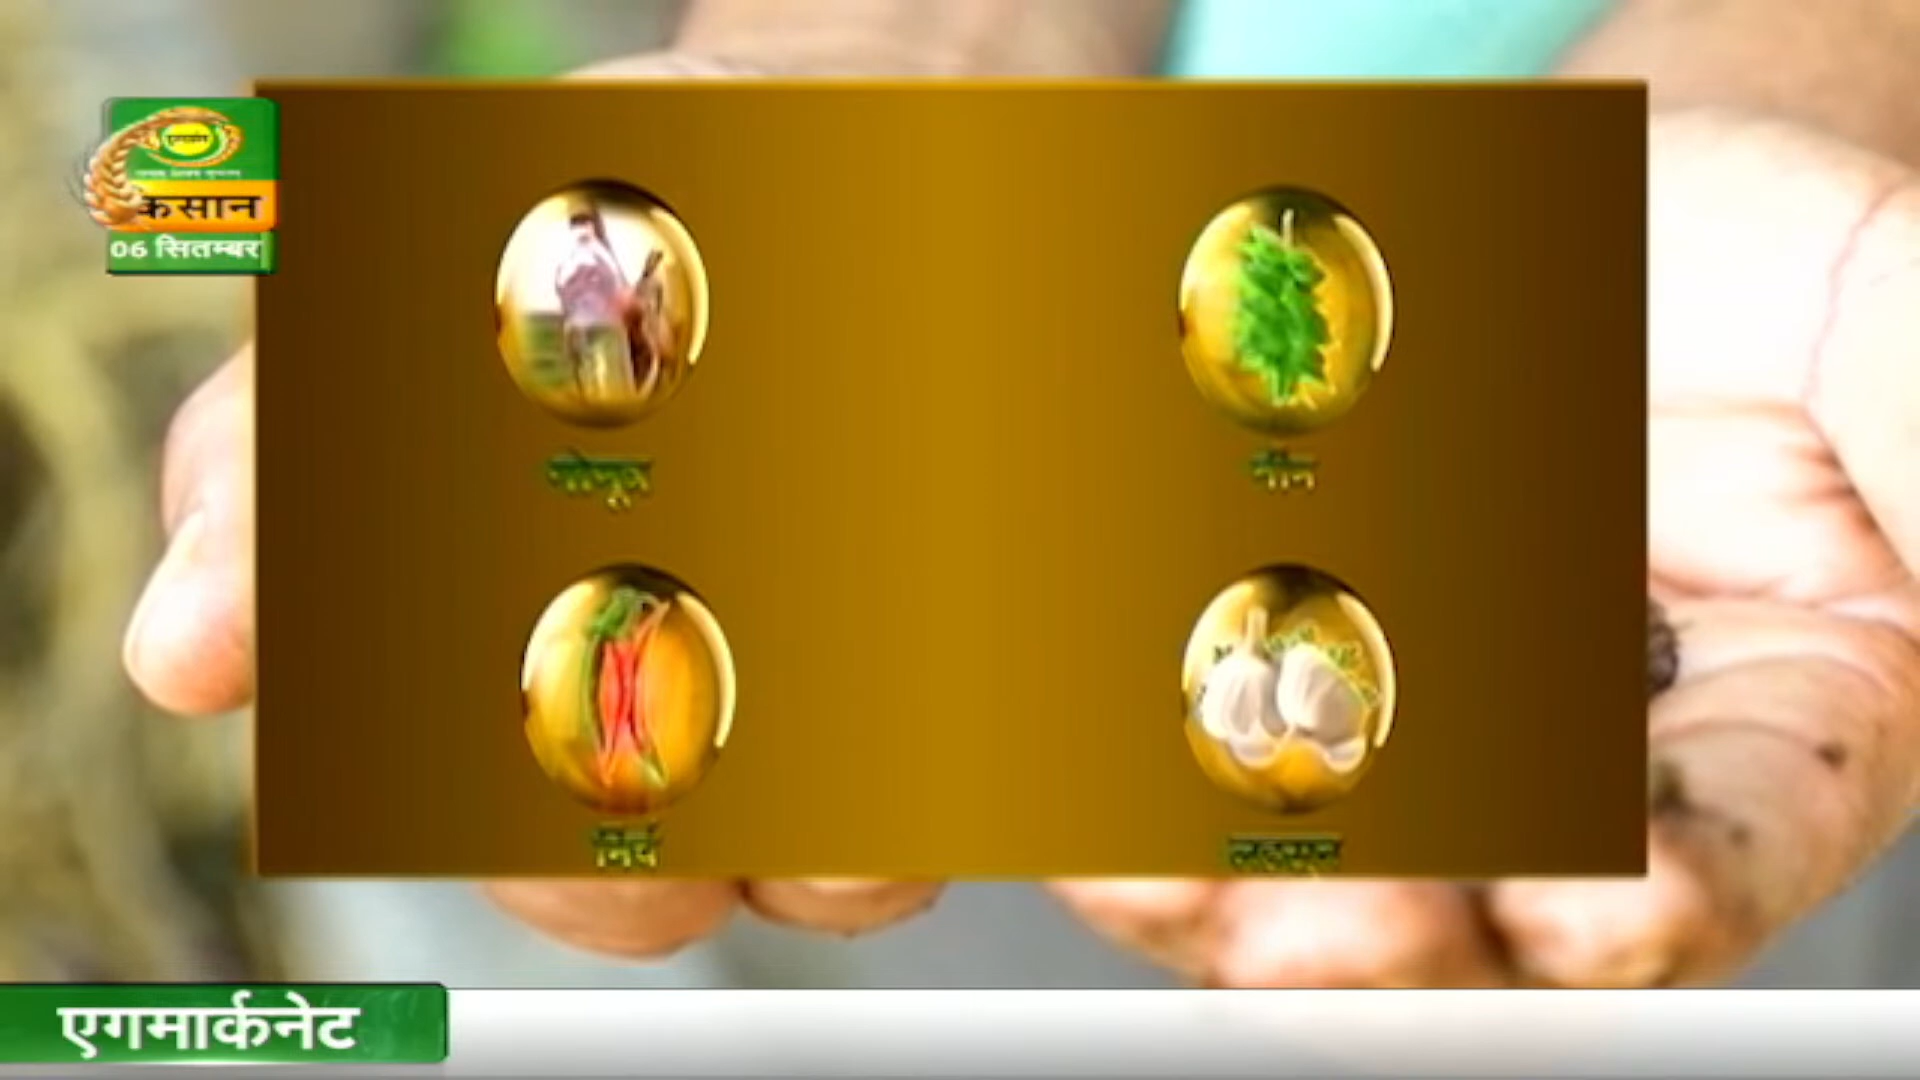 किसान
06 सितम्बर
गोमूत्र
नीम
मिर्च
लहसून
एगमार्कनेट